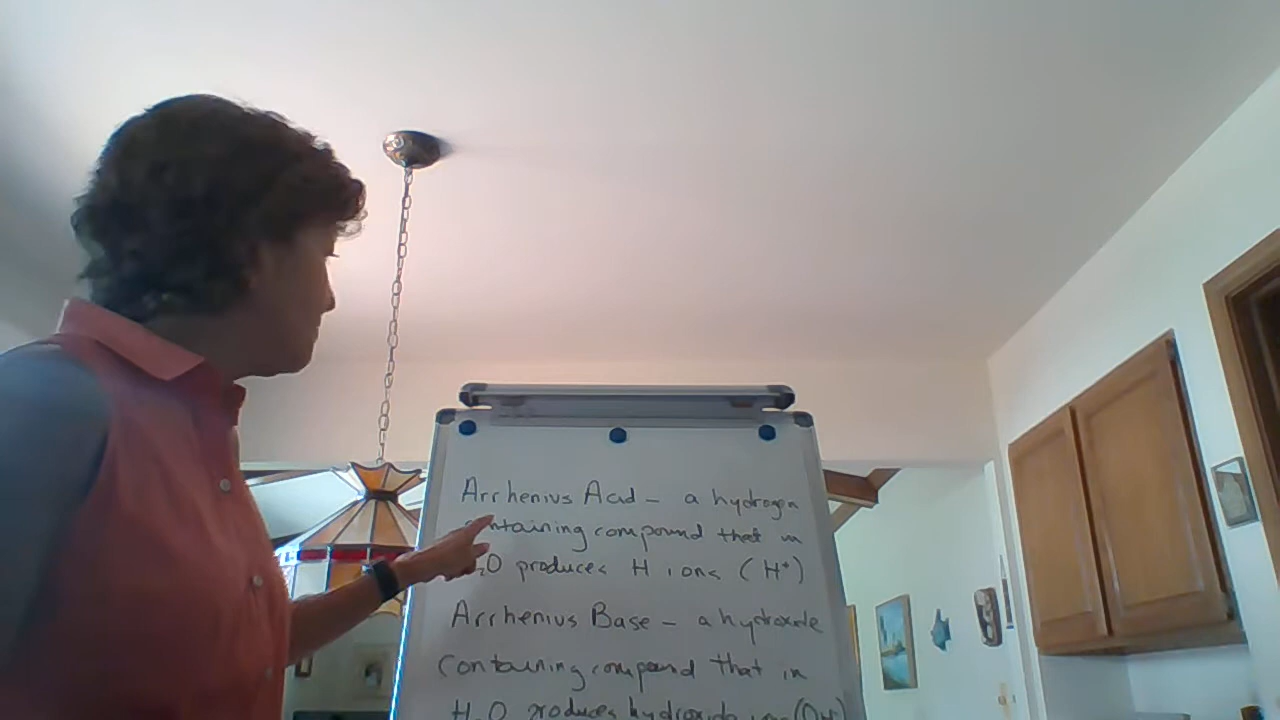 Arrhenius Acid - a hydrogen
containing compound that in
H₂O produces H ions (H⁺)
Arrhenius Base - a hydroxide
containing compound that in
H₂O produces hydroxide ions (OH⁻)